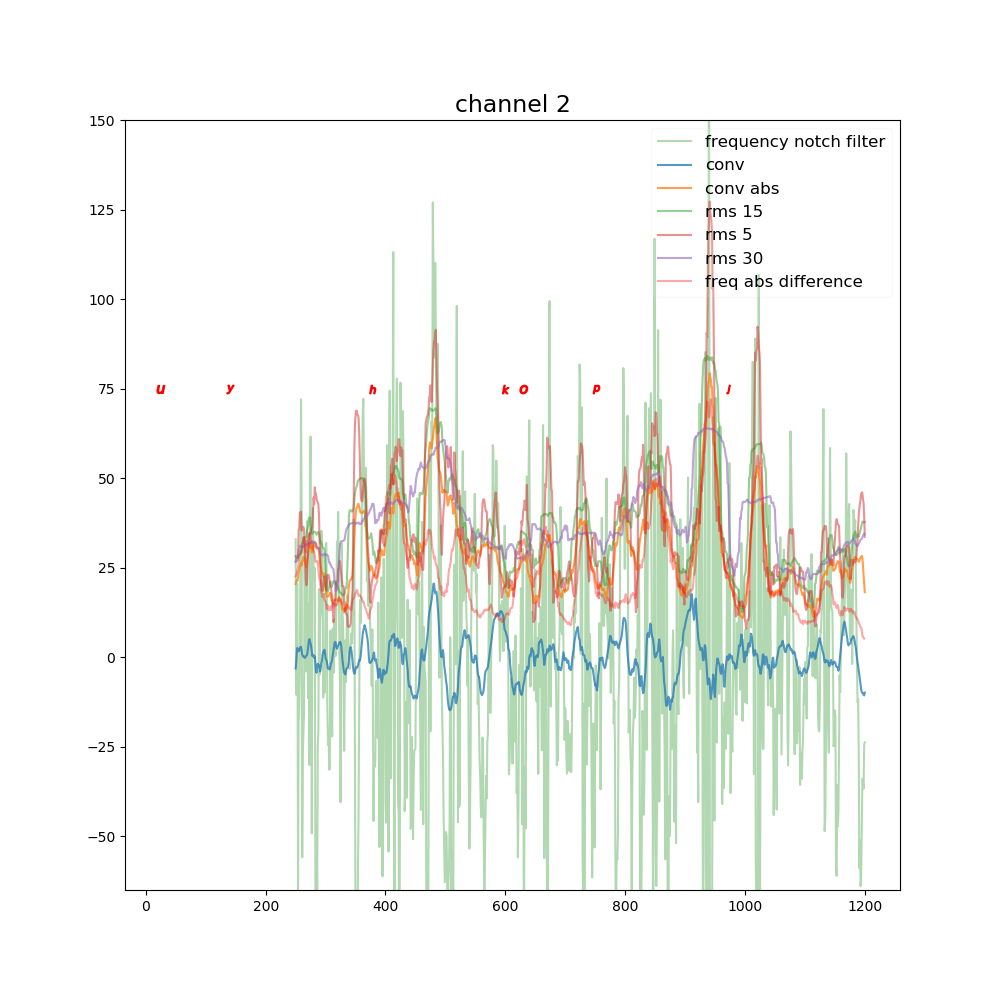 channel 2
150
125
100
75
50
25
0
−25
−50
frequency notch filter
conv
conv abs
rms 15
rms 5
rms 30
freq abs difference
u y h k o p j
0 200 400 600 800 1000 1200